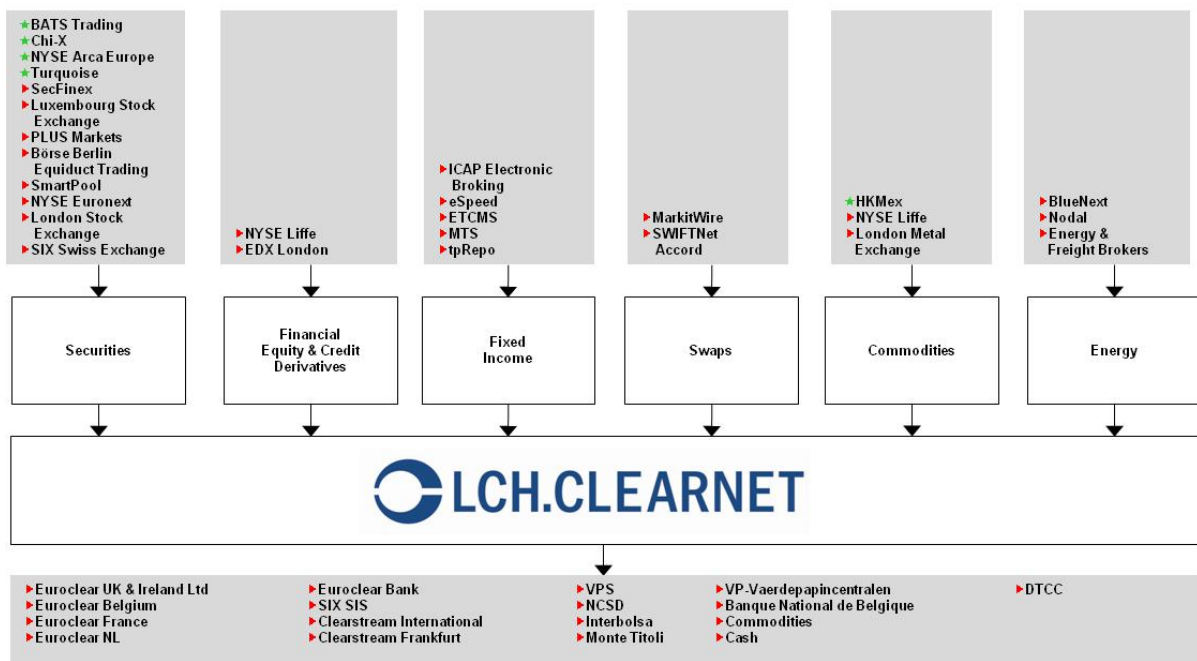 BATS Trading
Chi-X
NYSE Arca Europe
Turquoise
SecFinex
Luxembourg Stock
Exchange
PLUS Markets
Börse Berlin
Equiduct Trading
SmartPool
NYSE Euronext
London Stock
Exchange
SIX Swiss Exchange
NYSE Liffe
EDX London
ICAP Electronic
Broking
eSpeed
ETCMS
MTS
tpRepo
MarkitWire
SWIFTNet
Accord
HKMex
NYSE Liffe
London Metal
Exchange
BlueNext
Nodal
Energy &
Freight Brokers
Securities
Financial
Equity & Credit
Derivatives
Fixed
Income
Swaps
Commodities
Energy
LCH.CLEARNET
Euroclear UK & Ireland Ltd
Euroclear Belgium
Euroclear France
Euroclear NL
Euroclear Bank
SIX SIS
Clearstream International
Clearstream Frankfurt
VPS
NCSD
Interbolsa
Monte Titoli
VP-Vaerdepapincentralen
Banque National de Belgique
Commodities
Cash
DTCC